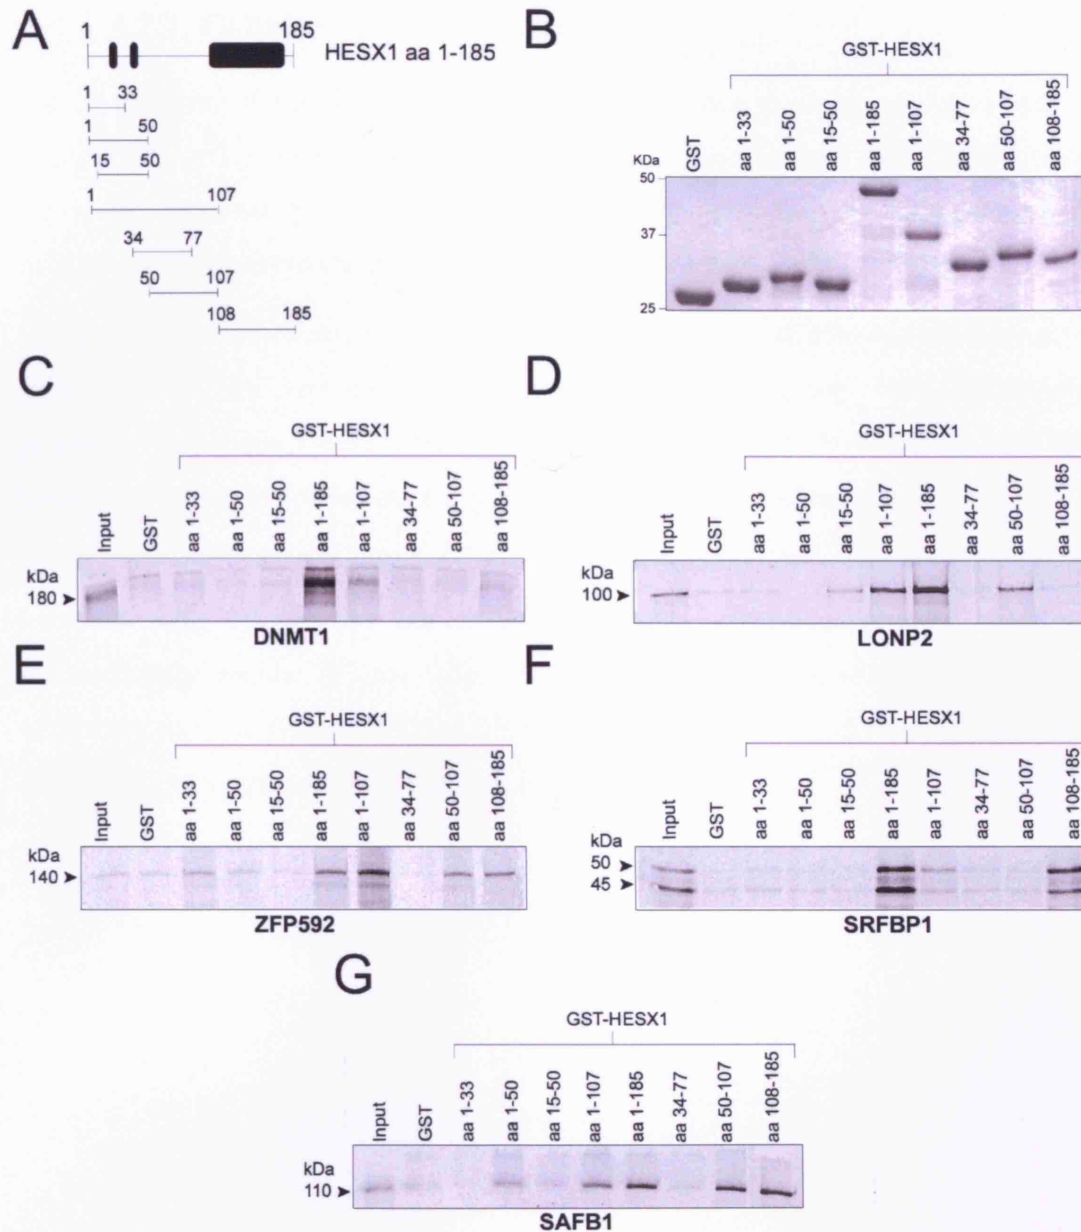 A
1 185
HESX1 aa 1-185
1 33
1 50
15 50
1 107
34 77
50 107
108 185
B
GST-HESX1
GST
aa 1-33
aa 1-50
aa 15-50
aa 1-185
aa 1-107
aa 34-77
aa 50-107
aa 108-185
KDa
50
37
25
C
GST-HESX1
Input
GST
aa 1-33
aa 1-50
aa 15-50
aa 1-185
aa 1-107
aa 34-77
aa 50-107
aa 108-185
kDa
180
DNMT1
D
GST-HESX1
Input
GST
aa 1-33
aa 1-50
aa 15-50
aa 1-107
aa 1-185
aa 34-77
aa 50-107
aa 108-185
kDa
100
LONP2
E
GST-HESX1
Input
GST
aa 1-33
aa 1-50
aa 15-50
aa 1-185
aa 1-107
aa 34-77
aa 50-107
aa 108-185
kDa
140
ZFP592
F
GST-HESX1
Input
GST
aa 1-33
aa 1-50
aa 15-50
aa 1-185
aa 1-107
aa 34-77
aa 50-107
aa 108-185
kDa
50
45
SRFBP1
G
GST-HESX1
Input
GST
aa 1-33
aa 1-50
aa 15-50
aa 1-107
aa 1-185
aa 34-77
aa 50-107
aa 108-185
kDa
110
SAFB1